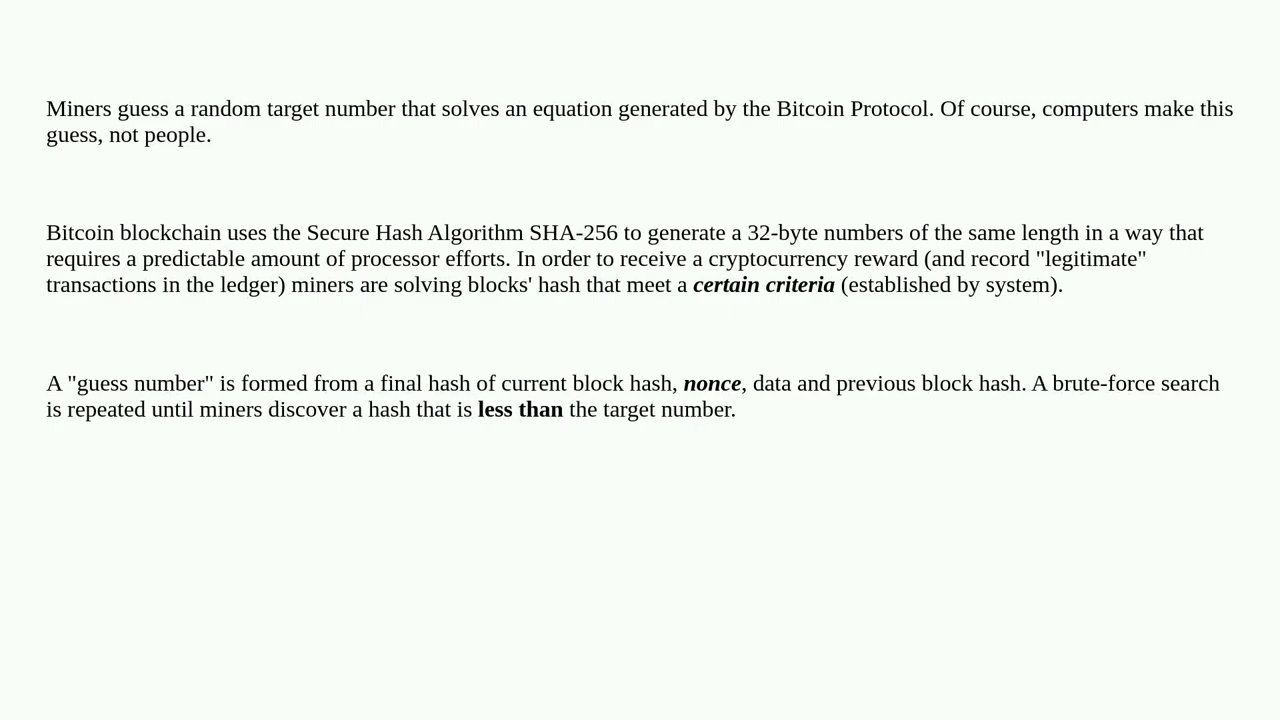 Miners guess a random target number that solves an equation generated by the Bitcoin Protocol. Of course, computers make this
guess, not people.
Bitcoin blockchain uses the Secure Hash Algorithm SHA-256 to generate a 32-byte numbers of the same length in a way that
requires a predictable amount of processor efforts. In order to receive a cryptocurrency reward (and record "legitimate"
transactions in the ledger) miners are solving blocks' hash that meet a certain criteria (established by system).
A "guess number" is formed from a final hash of current block hash, nonce, data and previous block hash. A brute-force search
is repeated until miners discover a hash that is less than the target number.